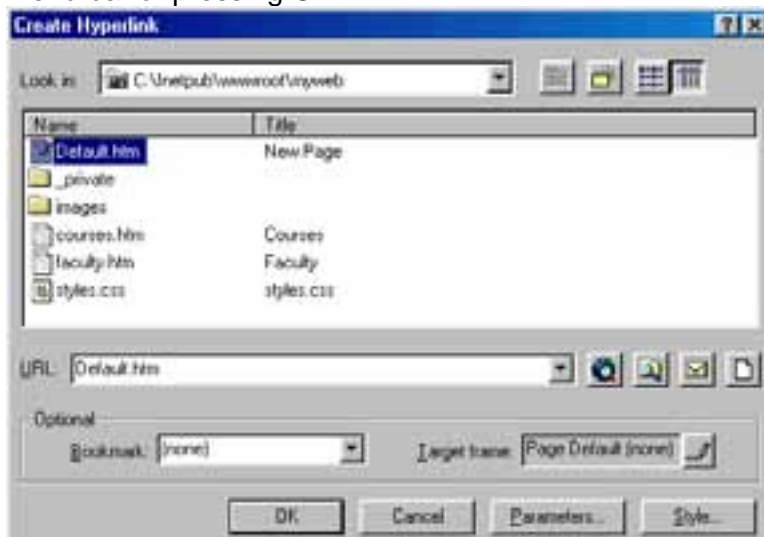 Create Hyperlink
Look in: C:\Inetpub\wwwroot\myweb
Name Title
Default.htm New Page
_private
images
courses.htm Courses
faculty.htm Faculty
styles.css styles.css
URL: Default.htm
Optional
Bookmark: (none) Target frame: Page Default (none)
OK Cancel Parameters... Style...